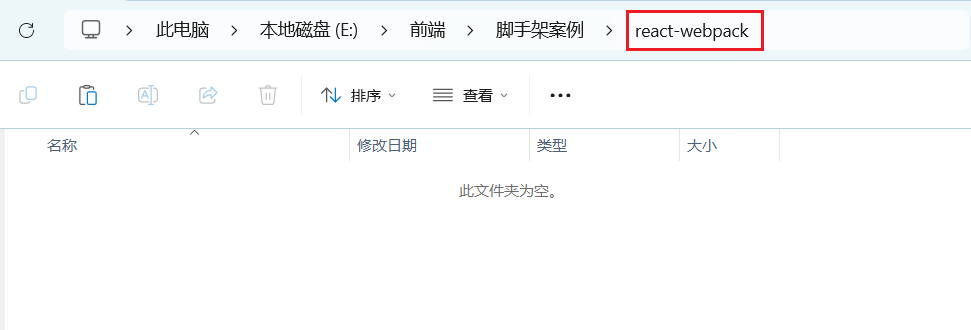 此电脑 本地磁盘 (E:) 前端 脚手架案例 react-webpack
排序 查看
名称 修改日期 类型 大小
此文件夹为空。